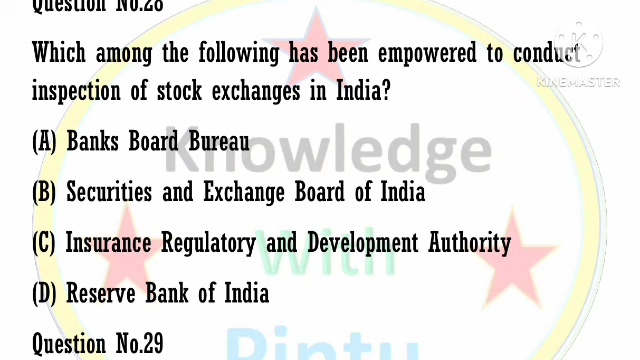 Question No.28
Which among the following has been empowered to conduct
inspection of stock exchanges in India?
KINEMASTER
(A) Banks Board Bureau
Knowledge
(B) Securities and Exchange Board of India
(C) Insurance Regulatory and Development Authority
With
(D) Reserve Bank of India
Question No.29
Pintu